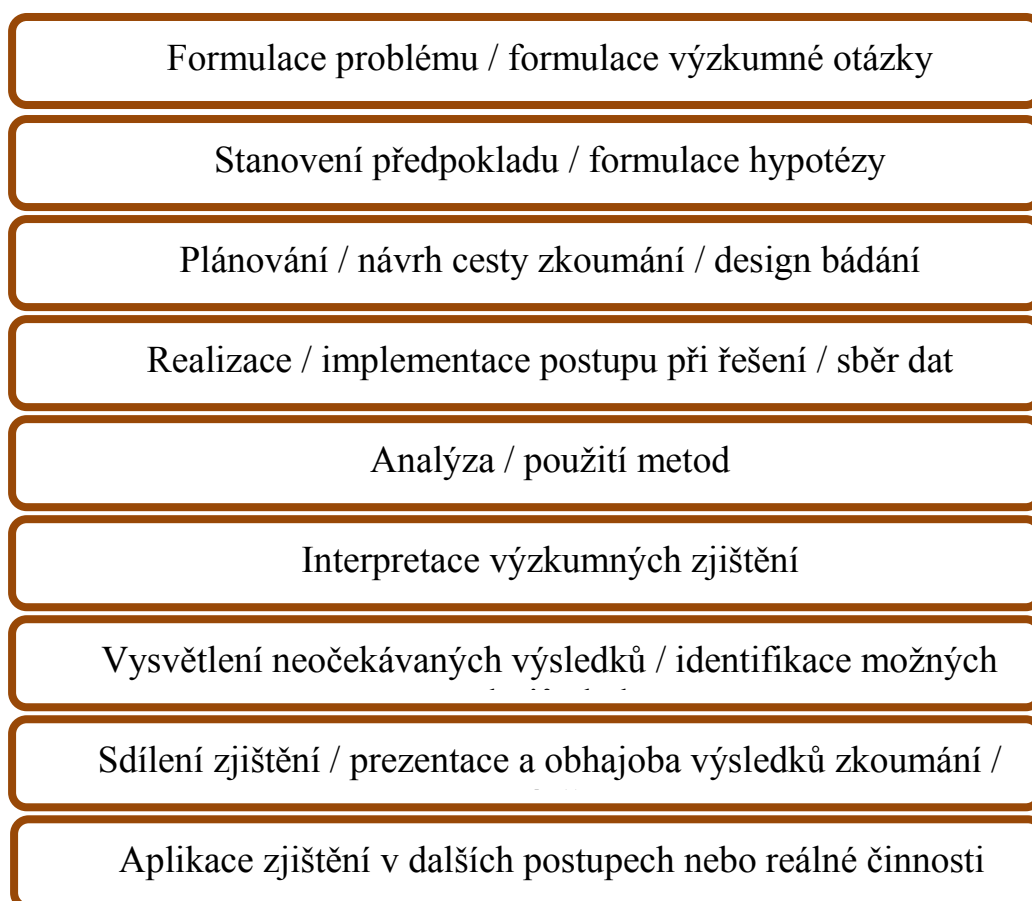 Formulace problému / formulace výzkumné otázky
Stanovení předpokladu / formulace hypotézy
Plánování / návrh cesty zkoumání / design bádání
Realizace / implementace postupu při řešení / sběr dat
Analýza / použití metod
Interpretace výzkumných zjištění
Vysvětlení neočekávaných výsledků / identifikace možných
Sdílení zjištění / prezentace a obhajoba výsledků zkoumání /
Aplikace zjištění v dalších postupech nebo reálné činnosti